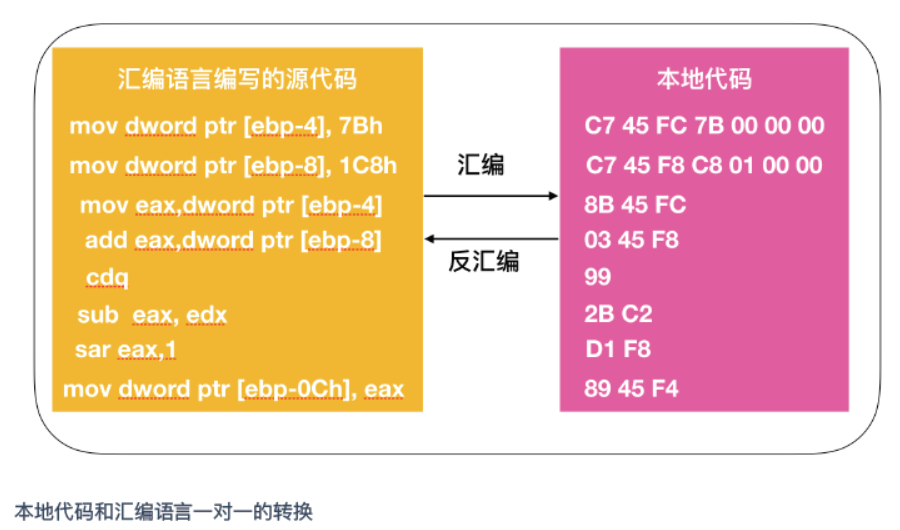 汇编语言编写的源代码
mov dword ptr [ebp-4], 7Bh
mov dword ptr [ebp-8], 1C8h
mov eax,dword ptr [ebp-4]
add eax,dword ptr [ebp-8]
cdq
sub eax, edx
sar eax,1
mov dword ptr [ebp-0Ch], eax
汇编
反汇编
本地代码
C7 45 FC 7B 00 00 00
C7 45 F8 C8 01 00 00
8B 45 FC
03 45 F8
99
2B C2
D1 F8
89 45 F4
本地代码和汇编语言一对一的转换